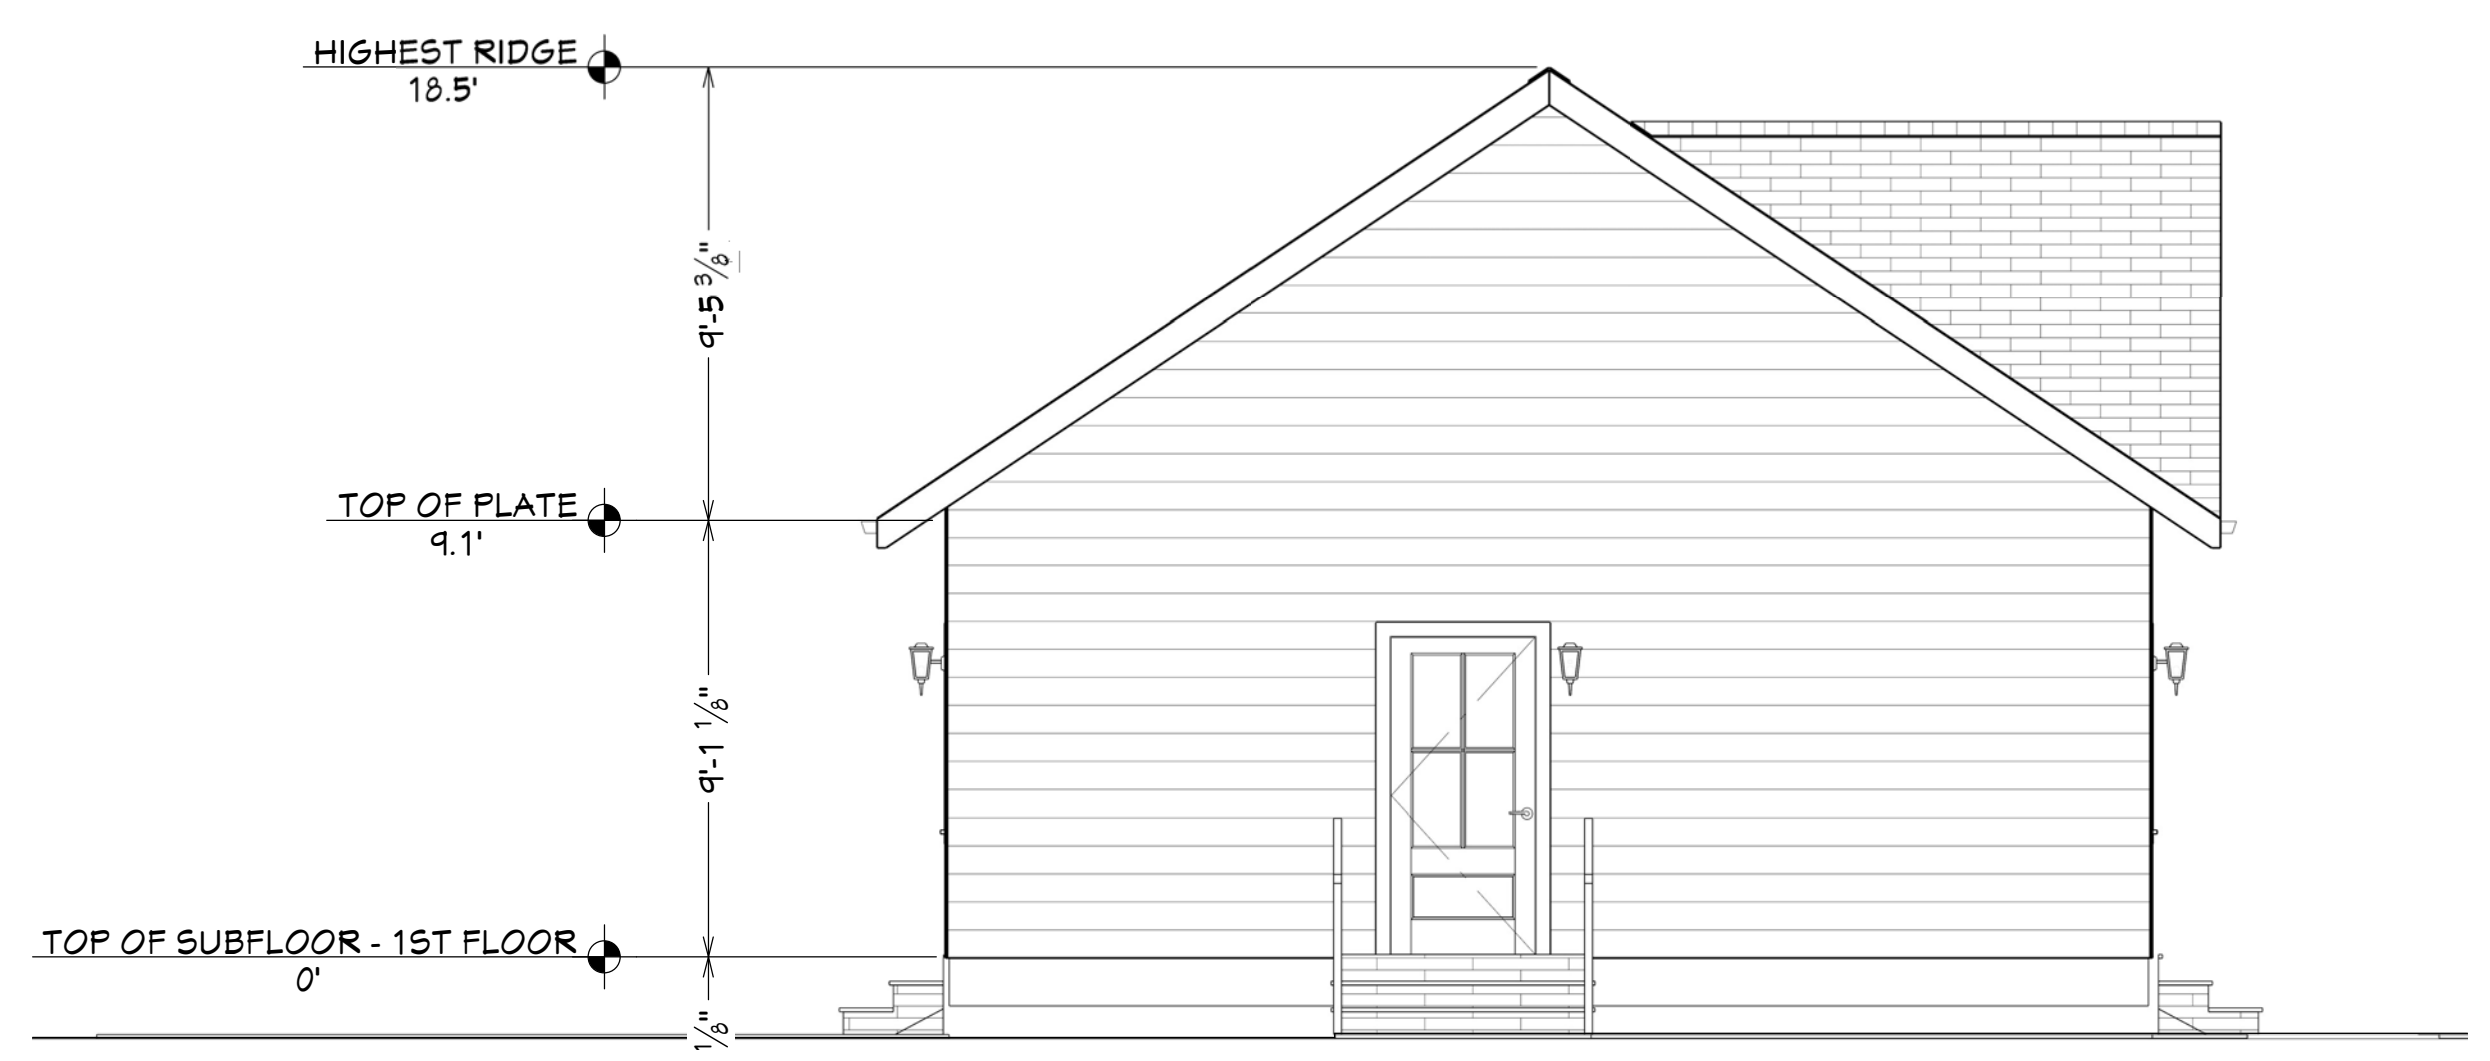 HIGHEST RIDGE
18.5'
9'-5 3/8"
TOP OF PLATE
9.1'
9'-1 1/8"
TOP OF SUBFLOOR - 1ST FLOOR
0'
1/8"